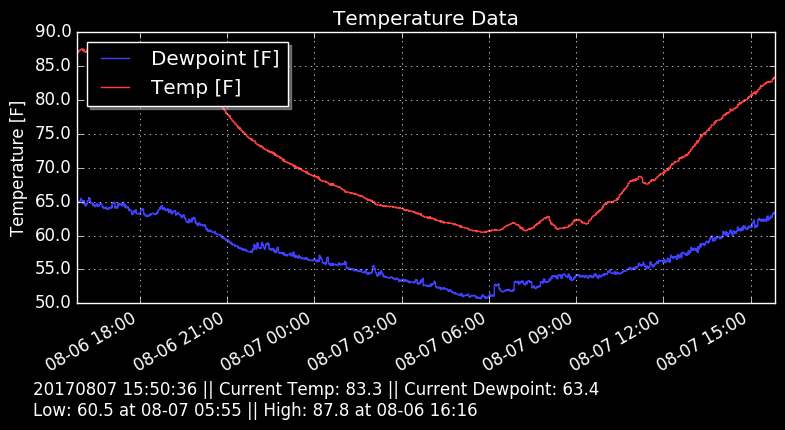 Temperature Data
90.0
85.0
80.0
75.0
70.0
65.0
60.0
55.0
50.0
Temperature [F]
Dewpoint [F]
Temp [F]
08-06 18:00
08-06 21:00
08-07 00:00
08-07 03:00
08-07 06:00
08-07 09:00
08-07 12:00
08-07 15:00
20170807 15:50:36 || Current Temp: 83.3 || Current Dewpoint: 63.4
Low: 60.5 at 08-07 05:55 || High: 87.8 at 08-06 16:16